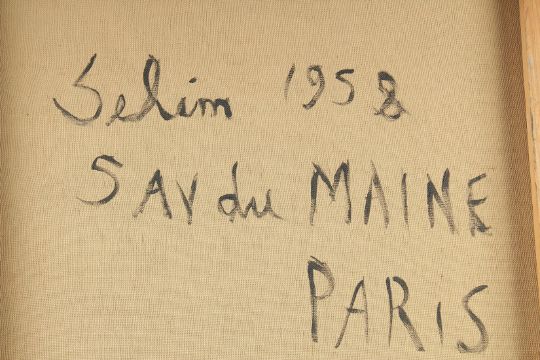 Selim 1958
5 AV du MAINE
PARIS